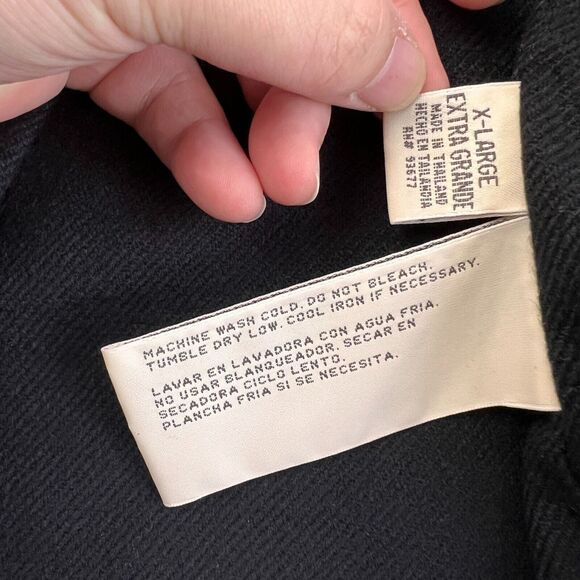 X-LARGE
EXTRA GRANDE
MADE IN THAILAND
HECHO EN TAILANDIA
RN# 93677
MACHINE WASH COLD. DO NOT BLEACH.
TUMBLE DRY LOW. COOL IRON IF NECESSARY.
LAVAR EN LAVADORA CON AGUA FRIA.
NO USAR BLANQUEADOR. SECAR EN
SECADORA CICLO LENTO.
PLANCHA FRIA SI SE NECESITA.